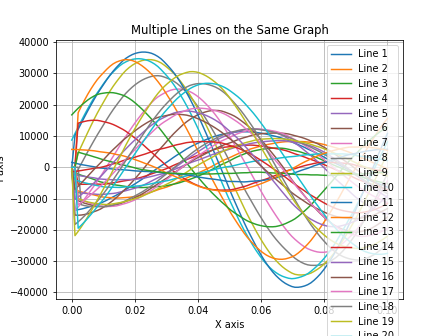 Multiple Lines on the Same Graph
40000
30000
20000
10000
0
-10000
-20000
-30000
-40000
0.00
0.02
0.04
0.06
X axis
Line 1
Line 2
Line 3
Line 4
Line 5
Line 6
Line 7
Line 8
Line 9
Line 10
Line 11
Line 12
Line 13
Line 14
Line 15
Line 16
Line 17
Line 18
Line 19
Line 20